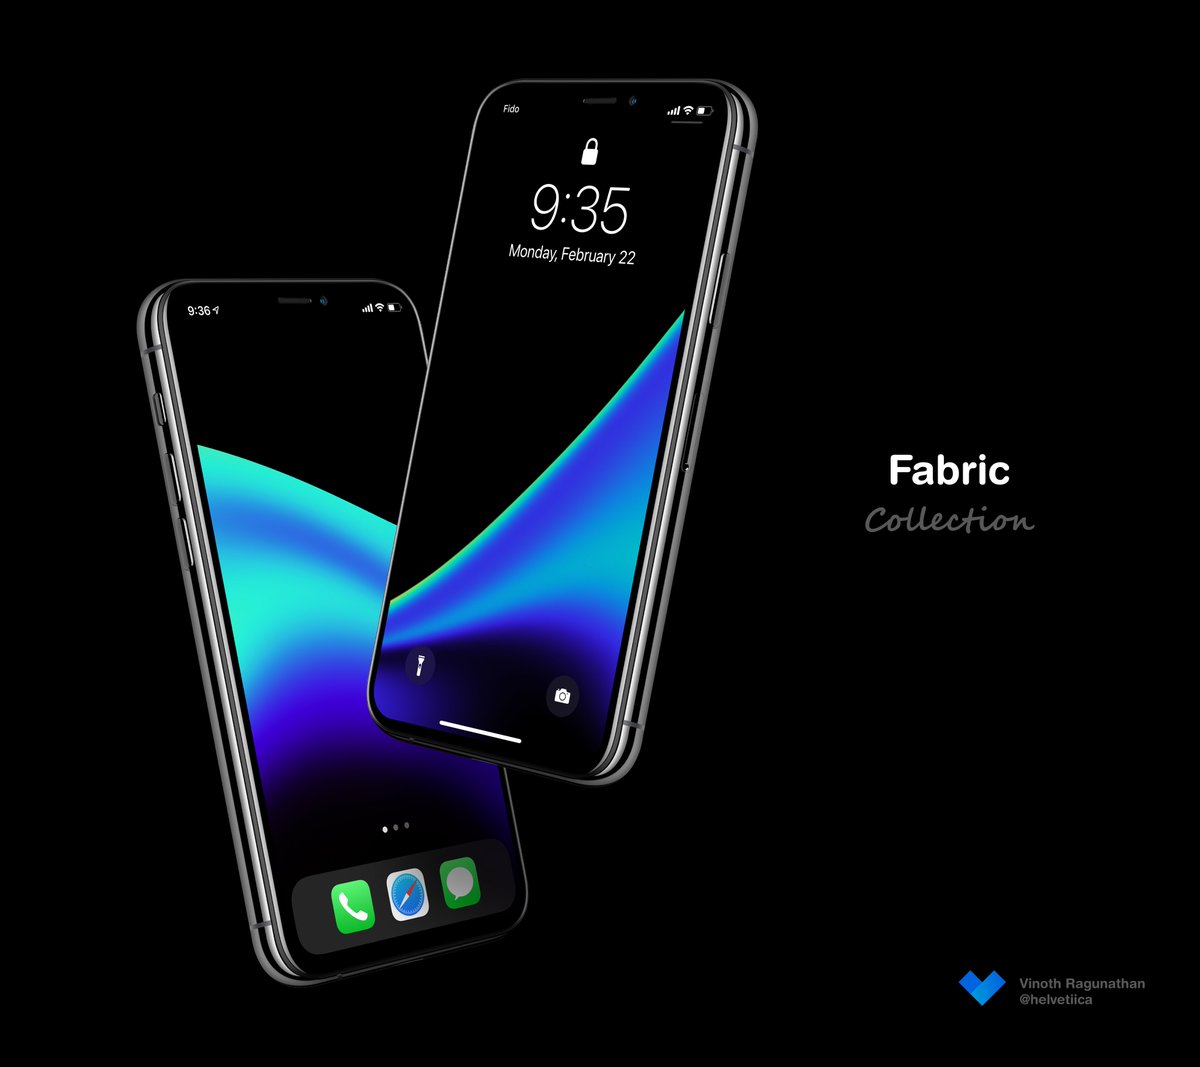 Fido
9:35
Monday, February 22
9:36
Fabric
Collection
Vinoth Ragunathan
@helvetiica